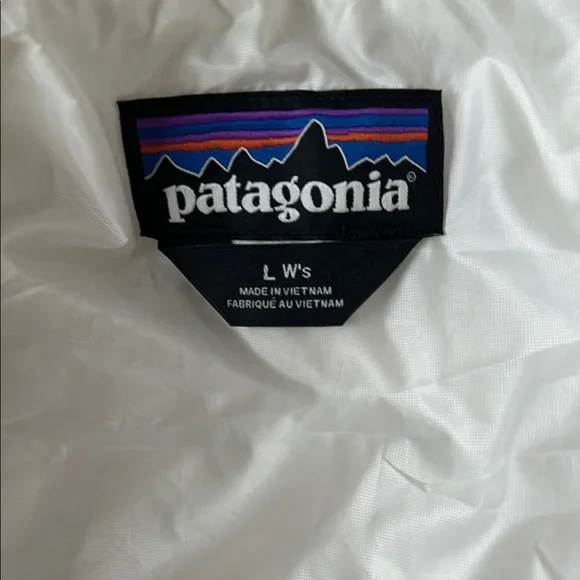 patagonia®
L W's
MADE IN VIETNAM
FABRIQUÉ AU VIETNAM